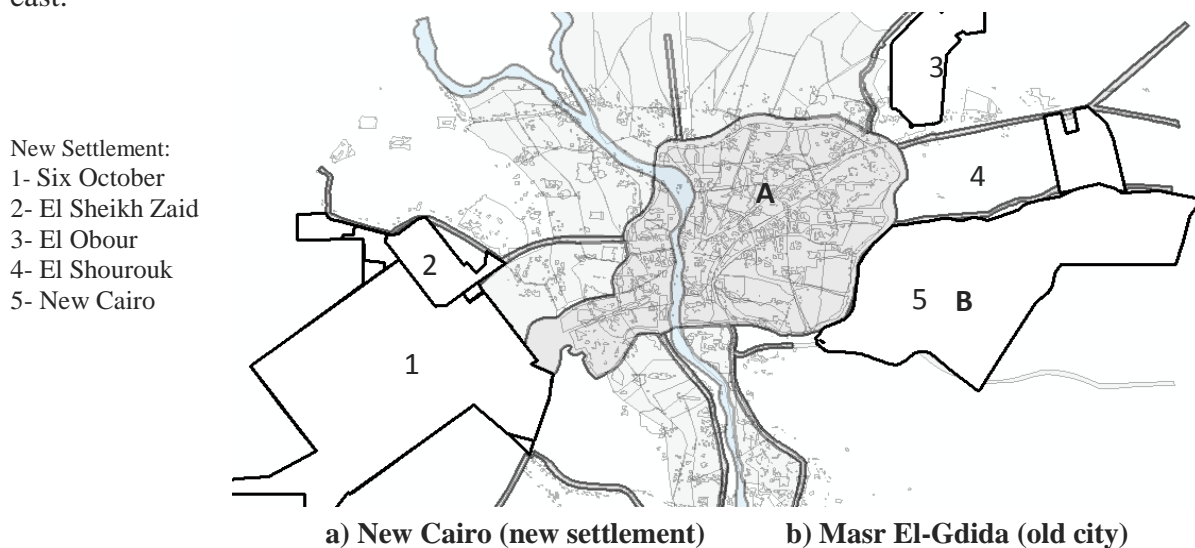 east.
New Settlement:
1- Six October
2- El Sheikh Zaid
3- El Obour
4- El Shourouk
5- New Cairo
3
4
A
2
5 B
1
a) New Cairo (new settlement) b) Masr El-Gdida (old city)